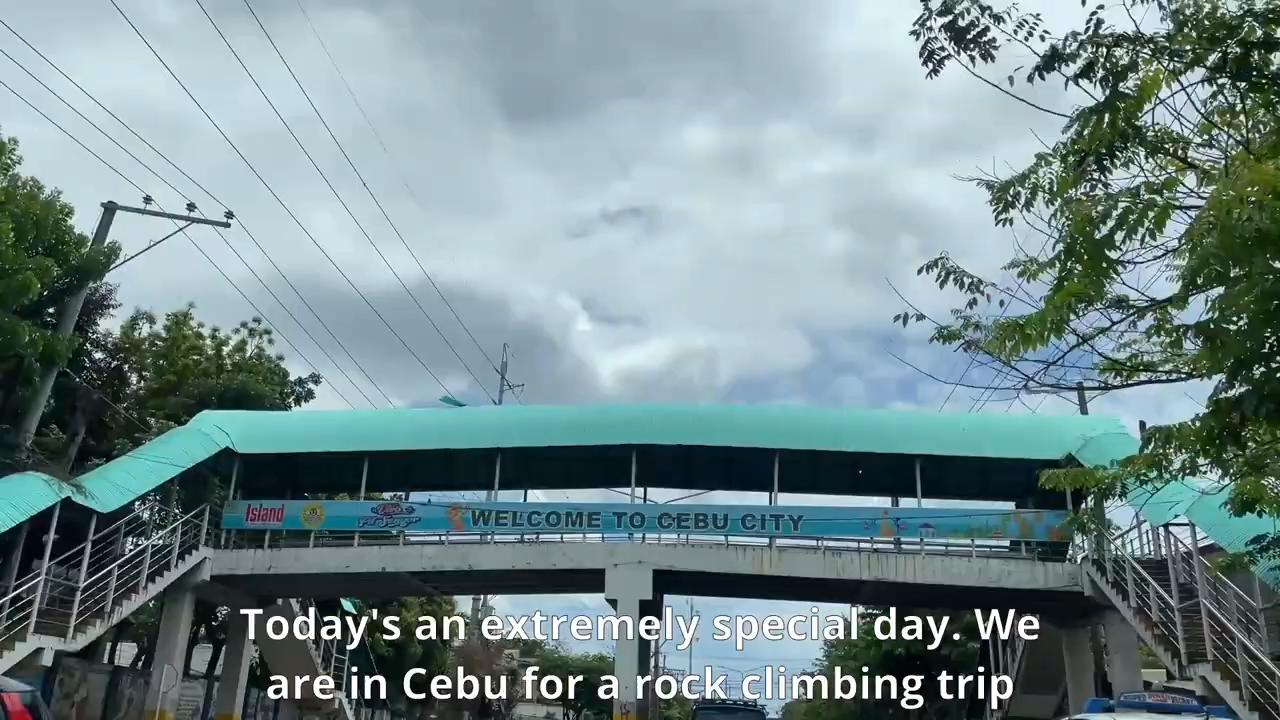 Island
WELCOME TO CEBU CITY
Today's an extremely special day. We
are in Cebu for a rock climbing trip